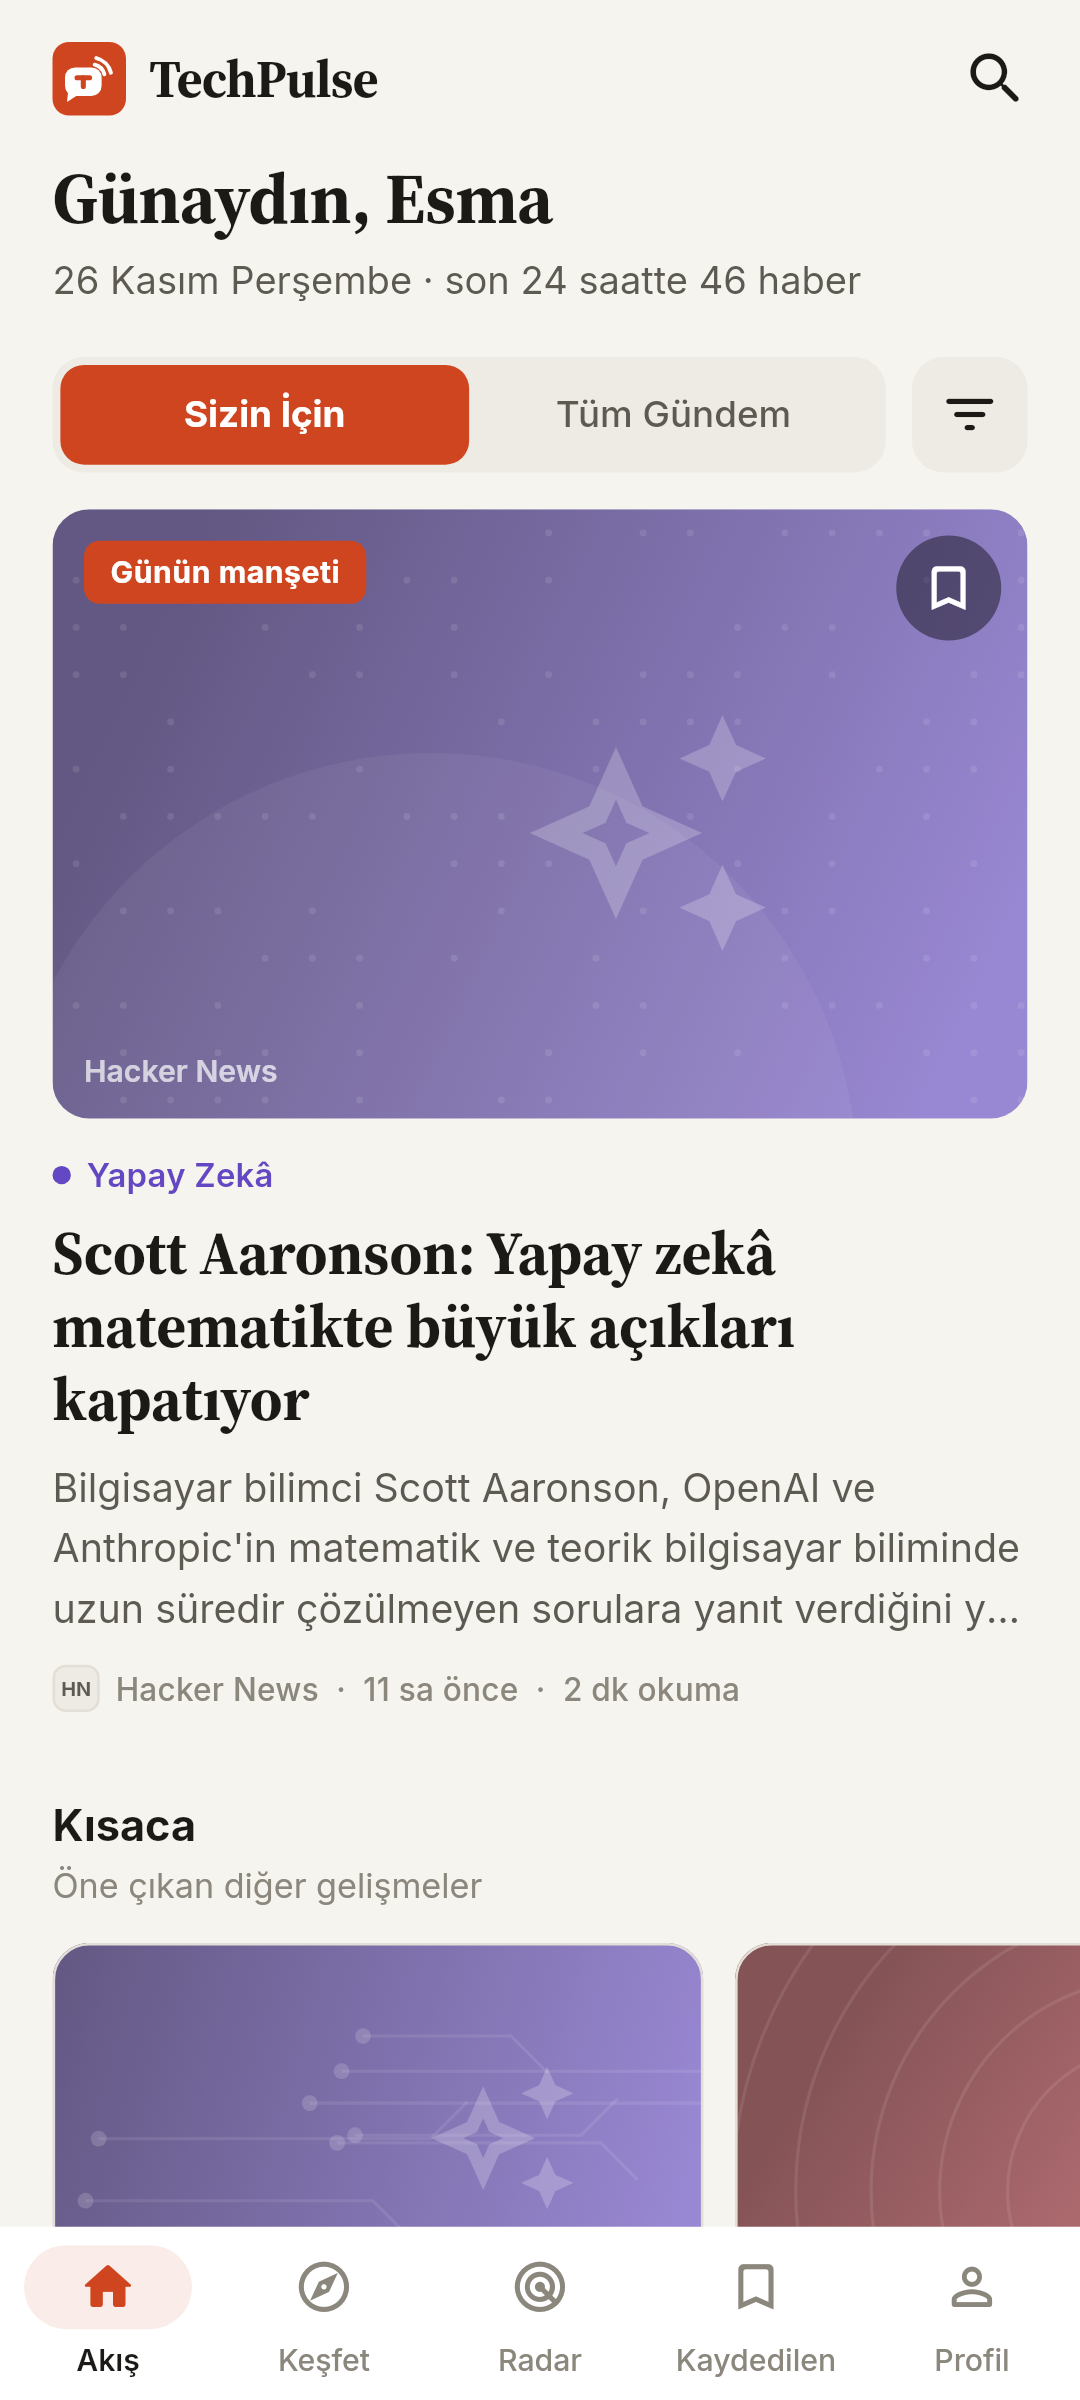 TechPulse
Günaydın, Esma
26 Kasım Perşembe · son 24 saatte 46 haber
Sizin İçin
Tüm Gündem
Günün manşeti
Hacker News
Yapay Zekâ
Scott Aaronson: Yapay zekâ
matematikte büyük açıkları
kapatıyor
Bilgisayar bilimci Scott Aaronson, OpenAI ve
Anthropic'in matematik ve teorik bilgisayar biliminde
uzun süredir çözülmeyen sorulara yanıt verdiğini y...
HN Hacker News · 11 sa önce · 2 dk okuma
Kısaca
Öne çıkan diğer gelişmeler
Akış
Keşfet
Radar
Kaydedilen
Profil